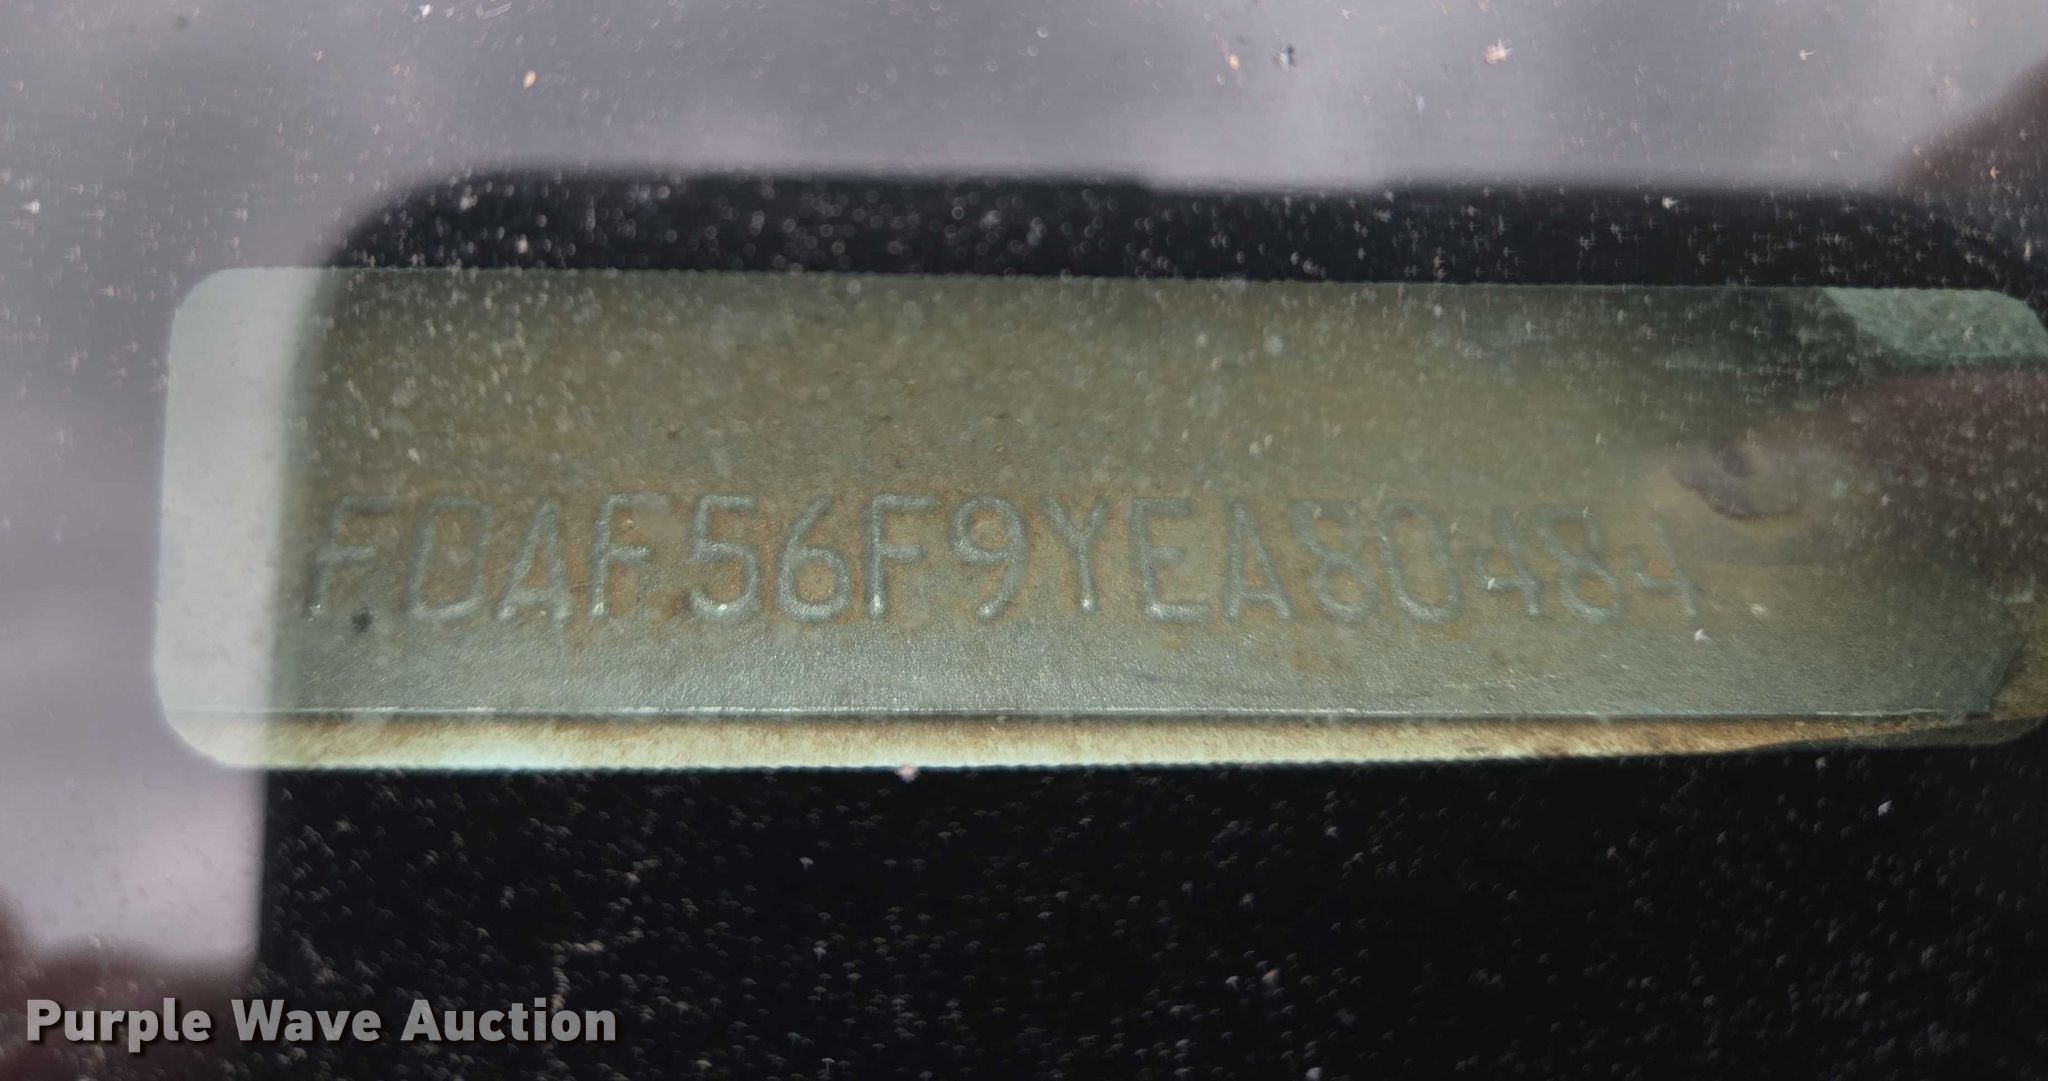 FDAF56F9YEA80484
Purple Wave Auction